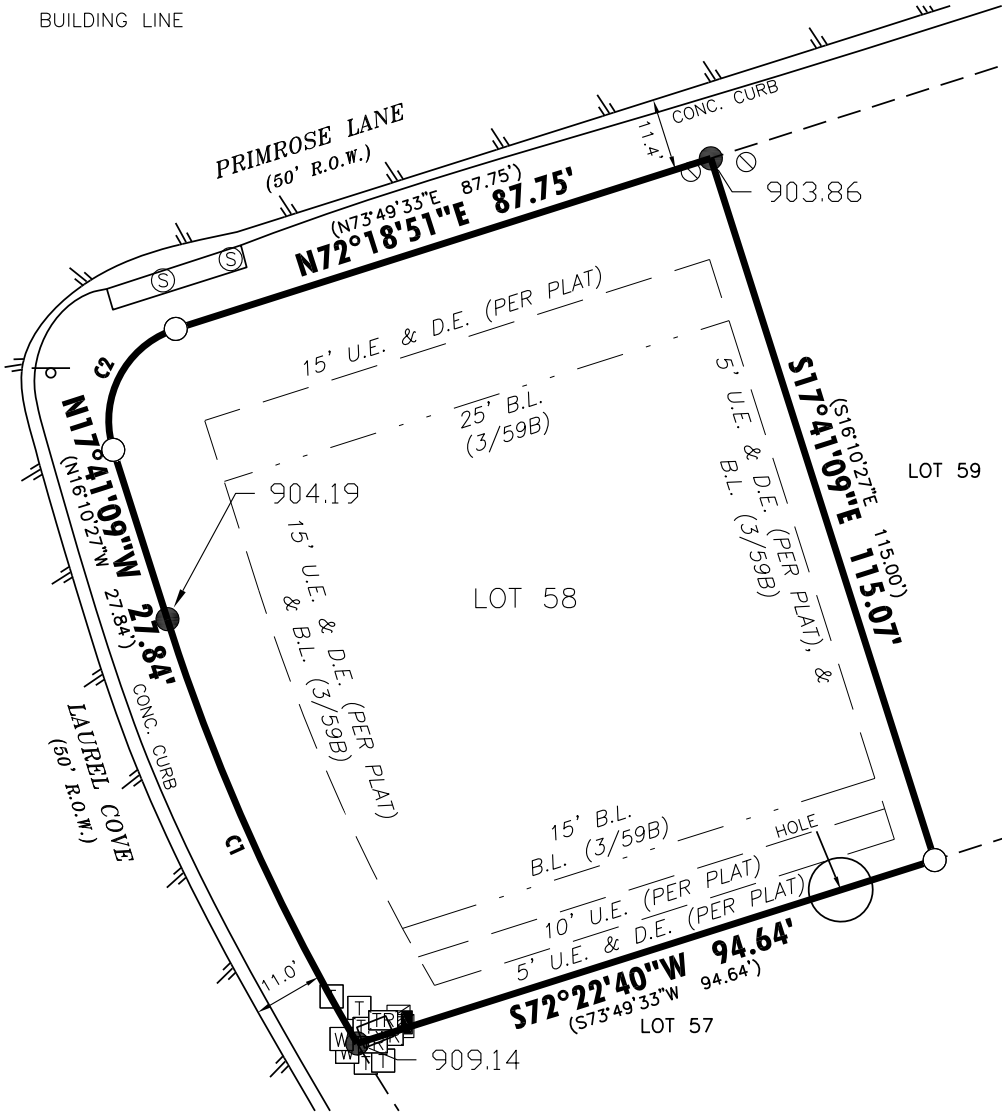 BUILDING LINE
PRIMROSE LANE
(50' R.O.W.)
CONC. CURB
11.4'
(N73°49'33"E 87.75')
N72°18'51"E 87.75'
903.86
S
S
15' U.E. & D.E. (PER PLAT)
C2
25' B.L.
(3/59B)
N17°41'09"W 27.84'
(N16°10'27"W 27.84')
904.19
5' U.E. & D.E. (PER PLAT), &
B.L. (3/59B)
(S16°10'27"E 115.00')
S17°41'09"E 115.07'
LOT 59
15' U.E. & D.E. (PER PLAT)
& B.L. (3/59B)
LOT 58
CONC. CURB
LAUREL COVE
(50' R.O.W.)
C1
15' B.L.
B.L. (3/59B)
HOLE
10' U.E. (PER PLAT)
5' U.E. & D.E. (PER PLAT)
11.0'
S72°22'40"W 94.64'
(S73°49'33"W 94.64')
LOT 57
T
TR
W
W
T
T
909.14